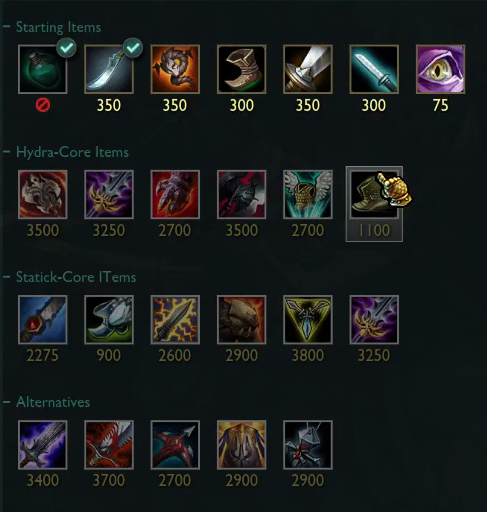 Starting Items
350 350 300 350 300 75
Hydra-Core Items
3500 3250 2700 3500 2700 1100
Statick-Core ITems
2275 900 2600 2900 3800 3250
Alternatives
3400 3700 2700 2900 2900